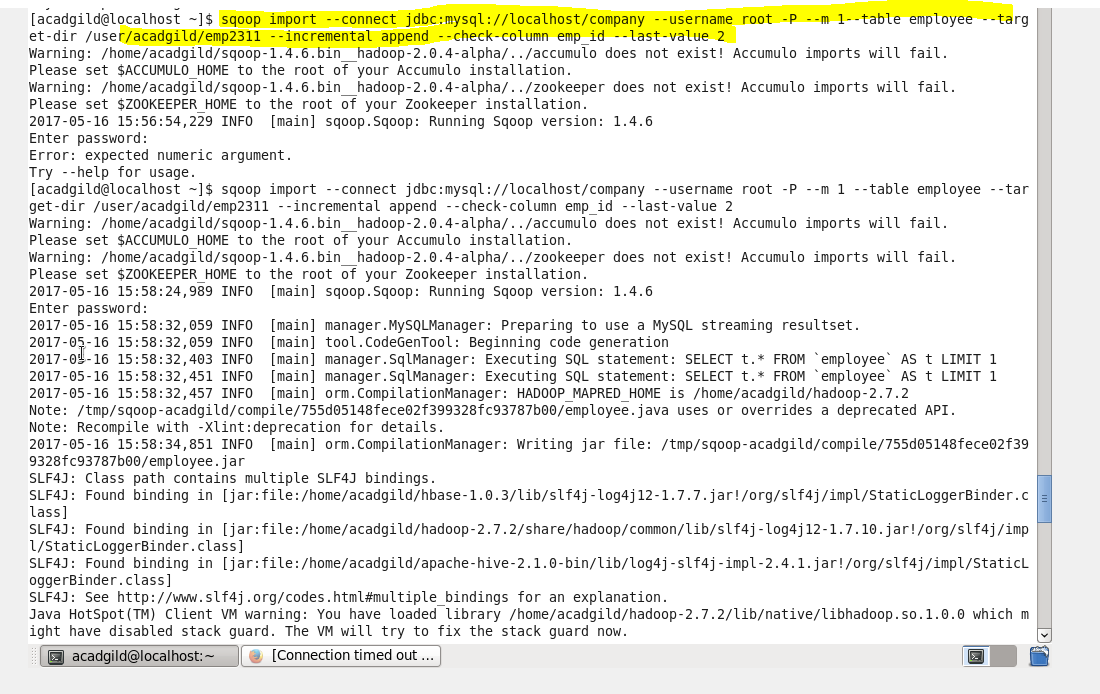 [acadgild@localhost ~]$ sqoop import --connect jdbc:mysql://localhost/company --username root -P --m 1--table employee --targ
et-dir /user/acadgild/emp2311 --incremental append --check-column emp_id --last-value 2
Warning: /home/acadgild/sqoop-1.4.6.bin__hadoop-2.0.4-alpha/../accumulo does not exist! Accumulo imports will fail.
Please set $ACCUMULO_HOME to the root of your Accumulo installation.
Warning: /home/acadgild/sqoop-1.4.6.bin__hadoop-2.0.4-alpha/../zookeeper does not exist! Accumulo imports will fail.
Please set $ZOOKEEPER_HOME to the root of your Zookeeper installation.
2017-05-16 15:56:54,229 INFO  [main] sqoop.Sqoop: Running Sqoop version: 1.4.6
Enter password:
Error: expected numeric argument.
Try --help for usage.
[acadgild@localhost ~]$ sqoop import --connect jdbc:mysql://localhost/company --username root -P --m 1 --table employee --tar
get-dir /user/acadgild/emp2311 --incremental append --check-column emp_id --last-value 2
Warning: /home/acadgild/sqoop-1.4.6.bin__hadoop-2.0.4-alpha/../accumulo does not exist! Accumulo imports will fail.
Please set $ACCUMULO_HOME to the root of your Accumulo installation.
Warning: /home/acadgild/sqoop-1.4.6.bin__hadoop-2.0.4-alpha/../zookeeper does not exist! Accumulo imports will fail.
Please set $ZOOKEEPER_HOME to the root of your Zookeeper installation.
2017-05-16 15:58:24,989 INFO  [main] sqoop.Sqoop: Running Sqoop version: 1.4.6
Enter password:
2017-05-16 15:58:32,059 INFO  [main] manager.MySQLManager: Preparing to use a MySQL streaming resultset.
2017-05-16 15:58:32,059 INFO  [main] tool.CodeGenTool: Beginning code generation
2017-05-16 15:58:32,403 INFO  [main] manager.SqlManager: Executing SQL statement: SELECT t.* FROM `employee` AS t LIMIT 1
2017-05-16 15:58:32,451 INFO  [main] manager.SqlManager: Executing SQL statement: SELECT t.* FROM `employee` AS t LIMIT 1
2017-05-16 15:58:32,457 INFO  [main] orm.CompilationManager: HADOOP_MAPRED_HOME is /home/acadgild/hadoop-2.7.2
Note: /tmp/sqoop-acadgild/compile/755d05148fece02f399328fc93787b00/employee.java uses or overrides a deprecated API.
Note: Recompile with -Xlint:deprecation for details.
2017-05-16 15:58:34,851 INFO  [main] orm.CompilationManager: Writing jar file: /tmp/sqoop-acadgild/compile/755d05148fece02f39
9328fc93787b00/employee.jar
SLF4J: Class path contains multiple SLF4J bindings.
SLF4J: Found binding in [jar:file:/home/acadgild/hbase-1.0.3/lib/slf4j-log4j12-1.7.7.jar!/org/slf4j/impl/StaticLoggerBinder.c
lass]
SLF4J: Found binding in [jar:file:/home/acadgild/hadoop-2.7.2/share/hadoop/common/lib/slf4j-log4j12-1.7.10.jar!/org/slf4j/imp
l/StaticLoggerBinder.class]
SLF4J: Found binding in [jar:file:/home/acadgild/apache-hive-2.1.0-bin/lib/log4j-slf4j-impl-2.4.1.jar!/org/slf4j/impl/StaticL
oggerBinder.class]
SLF4J: See http://www.slf4j.org/codes.html#multiple_bindings for an explanation.
Java HotSpot(TM) Client VM warning: You have loaded library /home/acadgild/hadoop-2.7.2/lib/native/libhadoop.so.1.0.0 which m
ight have disabled stack guard. The VM will try to fix the stack guard now.
acadgild@localhost:~ [Connection timed out ...